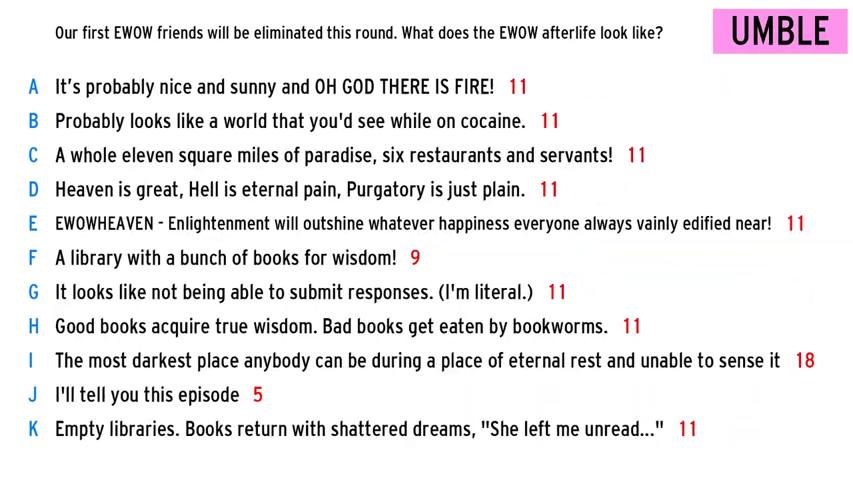 Our first EWOW friends will be eliminated this round. What does the EWOW afterlife look like?
UMBLE
A It's probably nice and sunny and OH GOD THERE IS FIRE! 11
B Probably looks like a world that you'd see while on cocaine. 11
C A whole eleven square miles of paradise, six restaurants and servants! 11
D Heaven is great, Hell is eternal pain, Purgatory is just plain. 11
E EWOWHEAVEN - Enlightenment will outshine whatever happiness everyone always vainly edified near! 11
F A library with a bunch of books for wisdom! 9
G It looks like not being able to submit responses. (I'm literal.) 11
H Good books acquire true wisdom. Bad books get eaten by bookworms. 11
I The most darkest place anybody can be during a place of eternal rest and unable to sense it 18
J I'll tell you this episode 5
K Empty libraries. Books return with shattered dreams, "She left me unread..." 11